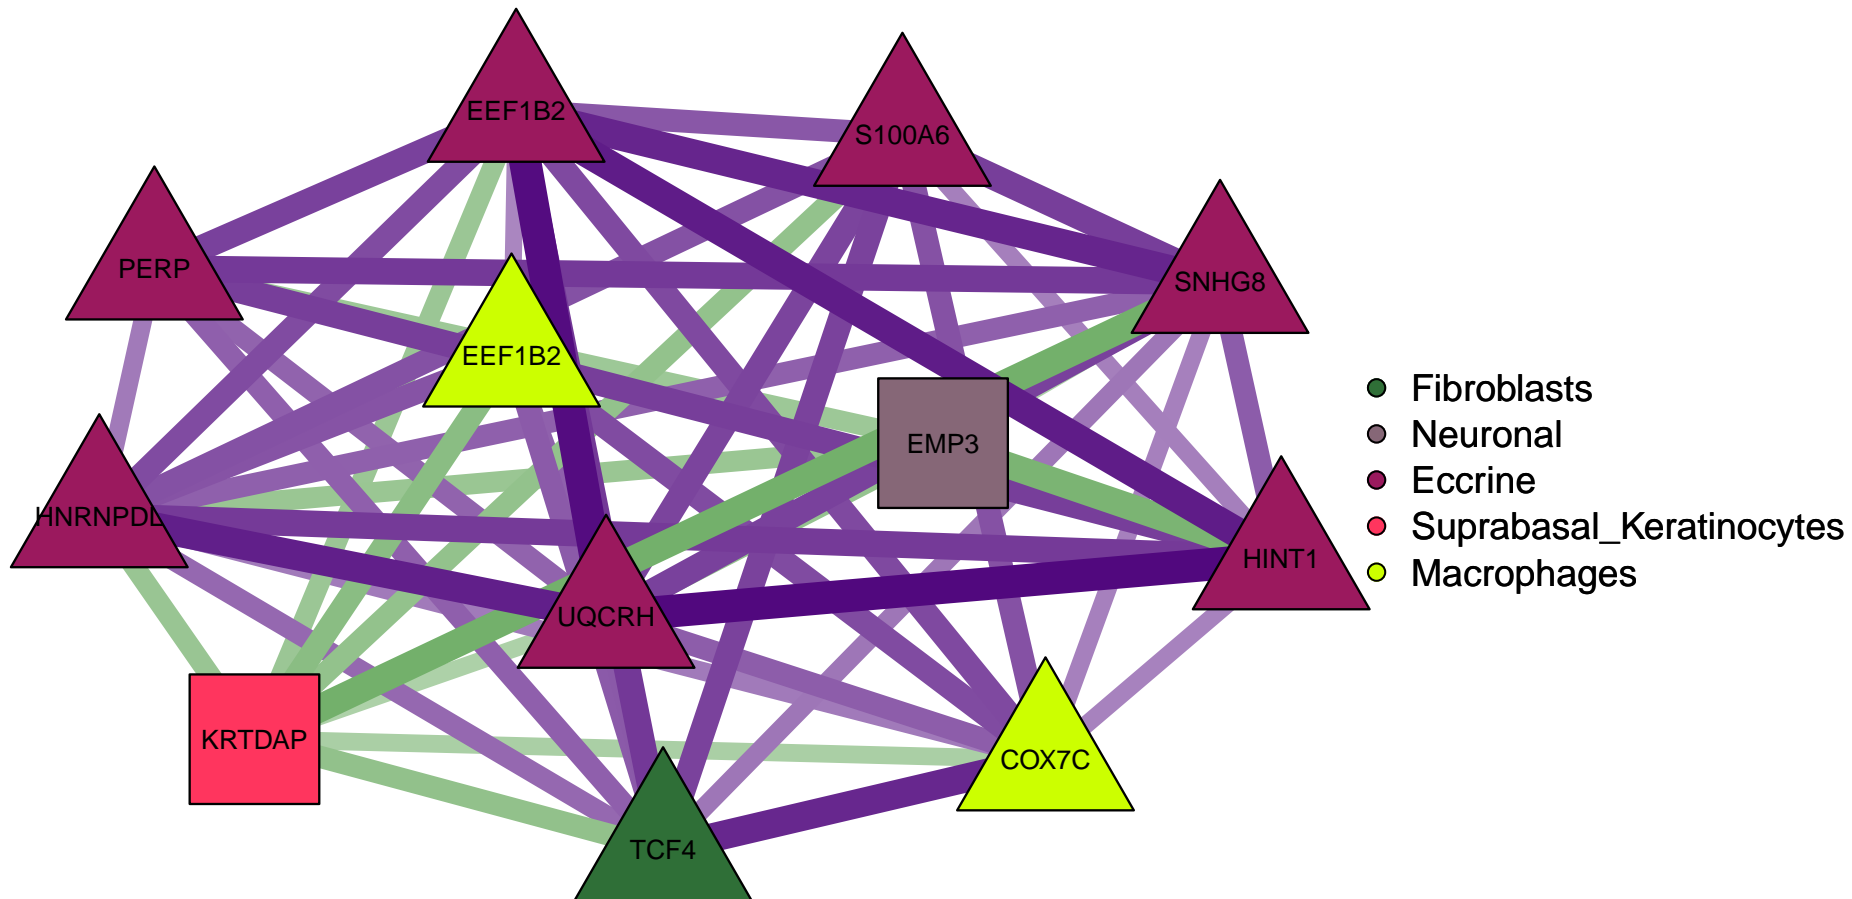 EEF1B2
S100A6
PERP
SNHG8
EEF1B2
EMP3
HNRNPDL
HINT1
UQCRH
KRTDAP
COX7C
TCF4
Fibroblasts
Neuronal
Eccrine
Suprabasal_Keratinocytes
Macrophages